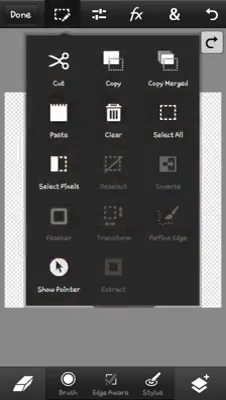 Done fx &
Cut Copy Copy Merged
Paste Clear Select All
Select Pixels Deselect Inverse
Feather Transform Refine Edge
Show Pointer Extract
Brush Edge Aware Stylus